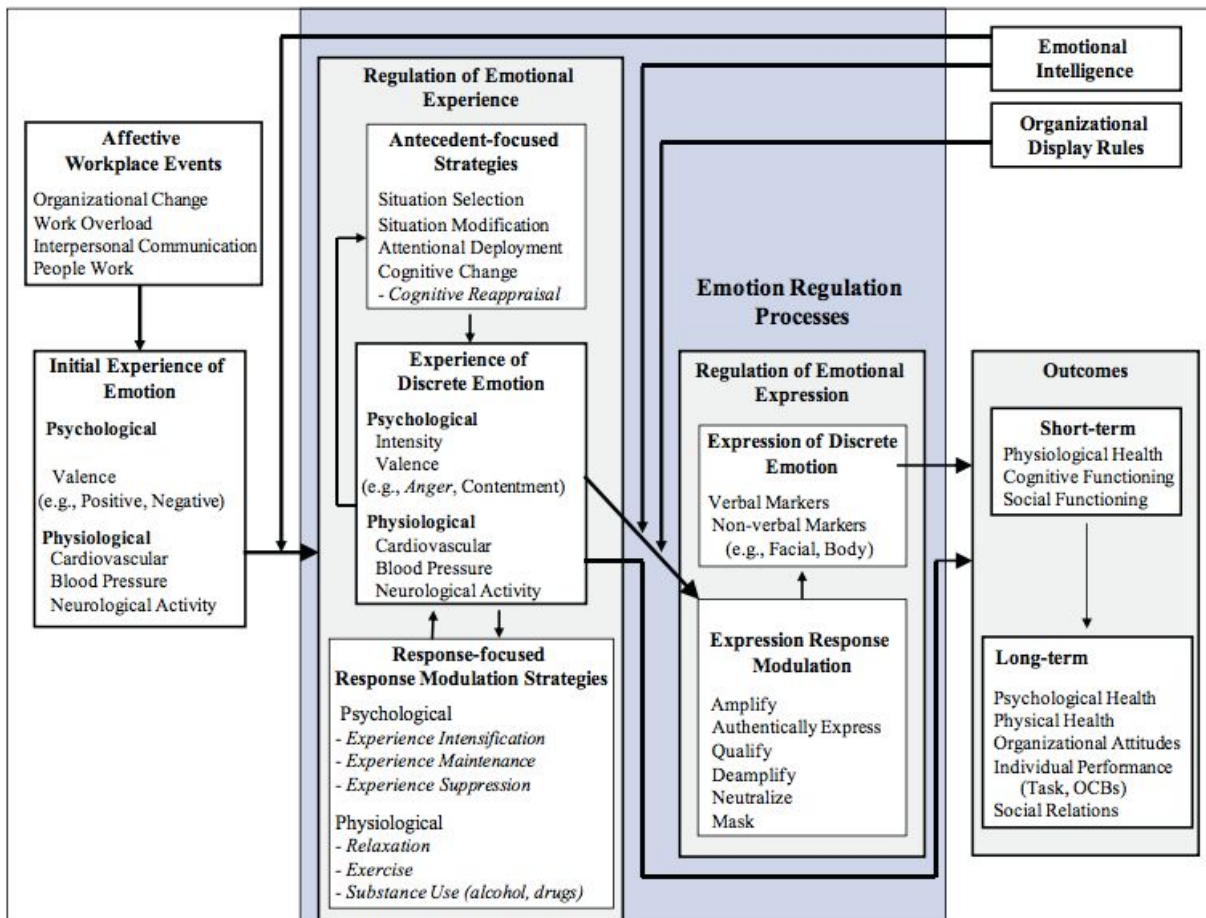 Emotional
Intelligence
Organizational
Display Rules
Affective
Workplace Events
Organizational Change
Work Overload
Interpersonal Communication
People Work
Initial Experience of
Emotion
Psychological
Valence
(e.g., Positive, Negative)
Physiological
Cardiovascular
Blood Pressure
Neurological Activity
Regulation of Emotional
Experience
Antecedent-focused
Strategies
Situation Selection
Situation Modification
Attentional Deployment
Cognitive Change
- Cognitive Reappraisal
Experience of
Discrete Emotion
Psychological
Intensity
Valence
(e.g., Anger, Contentment)
Physiological
Cardiovascular
Blood Pressure
Neurological Activity
Response-focused
Response Modulation Strategies
Psychological
- Experience Intensification
- Experience Maintenance
- Experience Suppression
Physiological
- Relaxation
- Exercise
- Substance Use (alcohol, drugs)
Emotion Regulation
Processes
Regulation of Emotional
Expression
Expression of Discrete
Emotion
Verbal Markers
Non-verbal Markers
(e.g., Facial, Body)
Expression Response
Modulation
Amplify
Authentically Express
Qualify
Deamplify
Neutralize
Mask
Outcomes
Short-term
Physiological Health
Cognitive Functioning
Social Functioning
Long-term
Psychological Health
Physical Health
Organizational Attitudes
Individual Performance
(Task, OCBs)
Social Relations